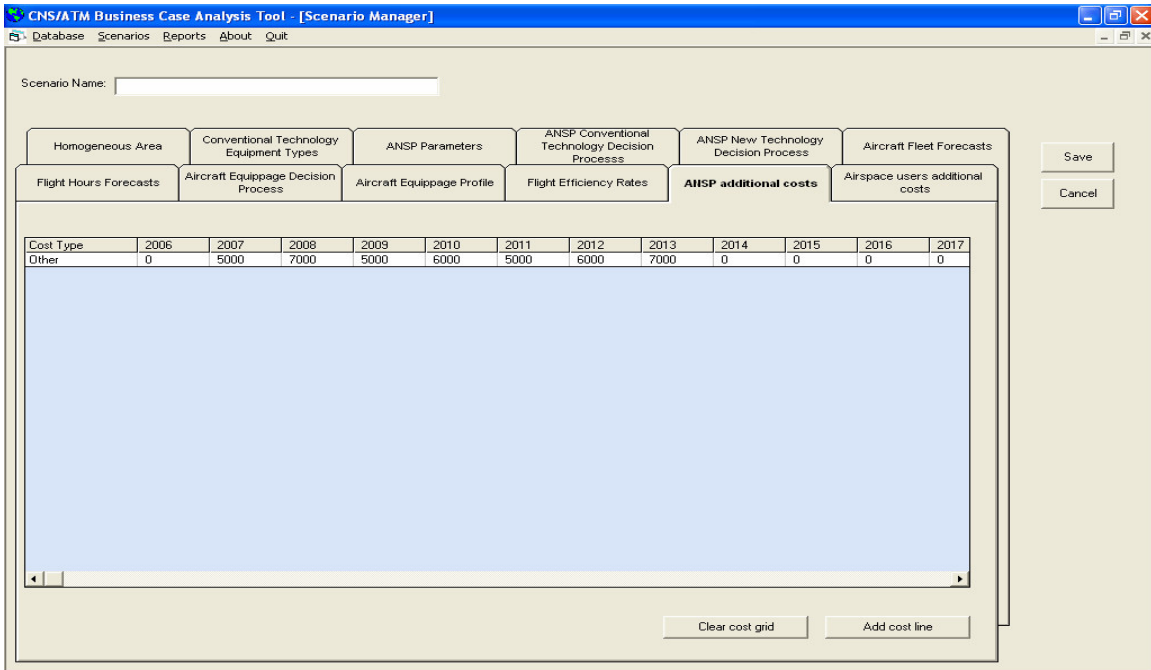 CNS/ATM Business Case Analysis Tool - [Scenario Manager]
Database Scenarios Reports About Quit
Scenario Name:
Homogeneous Area
Conventional Technology
Equipment Types
ANSP Parameters
ANSP Conventional
Technology Decision
Processs
ANSP New Technology
Decision Process
Aircraft Fleet Forecasts
Save
Flight Hours Forecasts
Aircraft Equippage Decision
Process
Aircraft Equippage Profile
Flight Efficiency Rates
ANSP additional costs
Airspace users additional
costs
Cancel
Cost Type 2006 2007 2008 2009 2010 2011 2012 2013 2014 2015 2016 2017
Other 0 5000 7000 5000 6000 5000 6000 7000 0 0 0 0
Clear cost grid
Add cost line